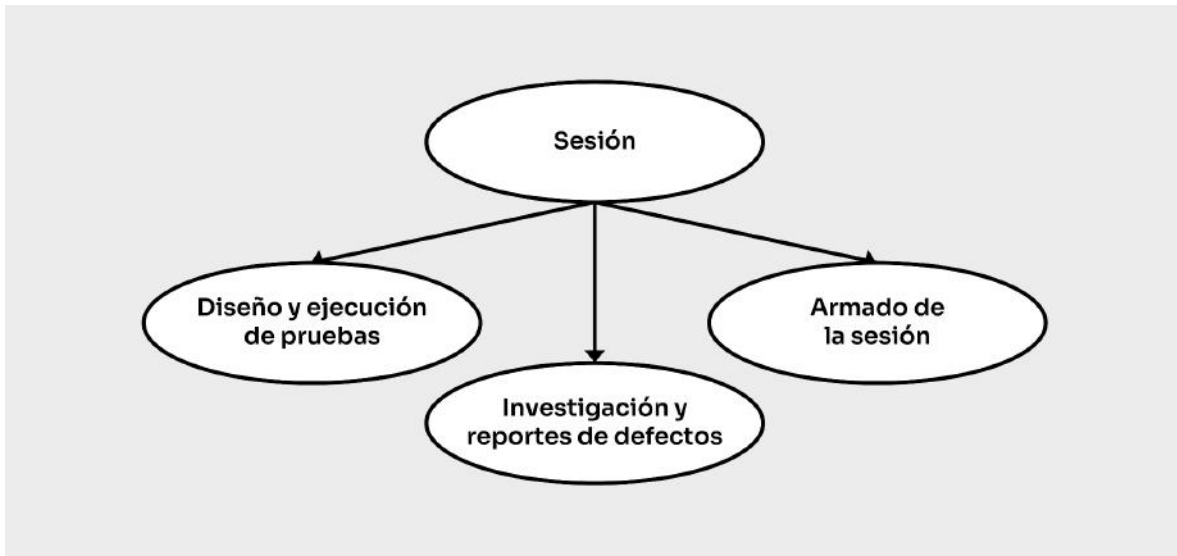 Sesión
Diseño y ejecución
de pruebas
Armado de
la sesión
Investigación y
reportes de defectos